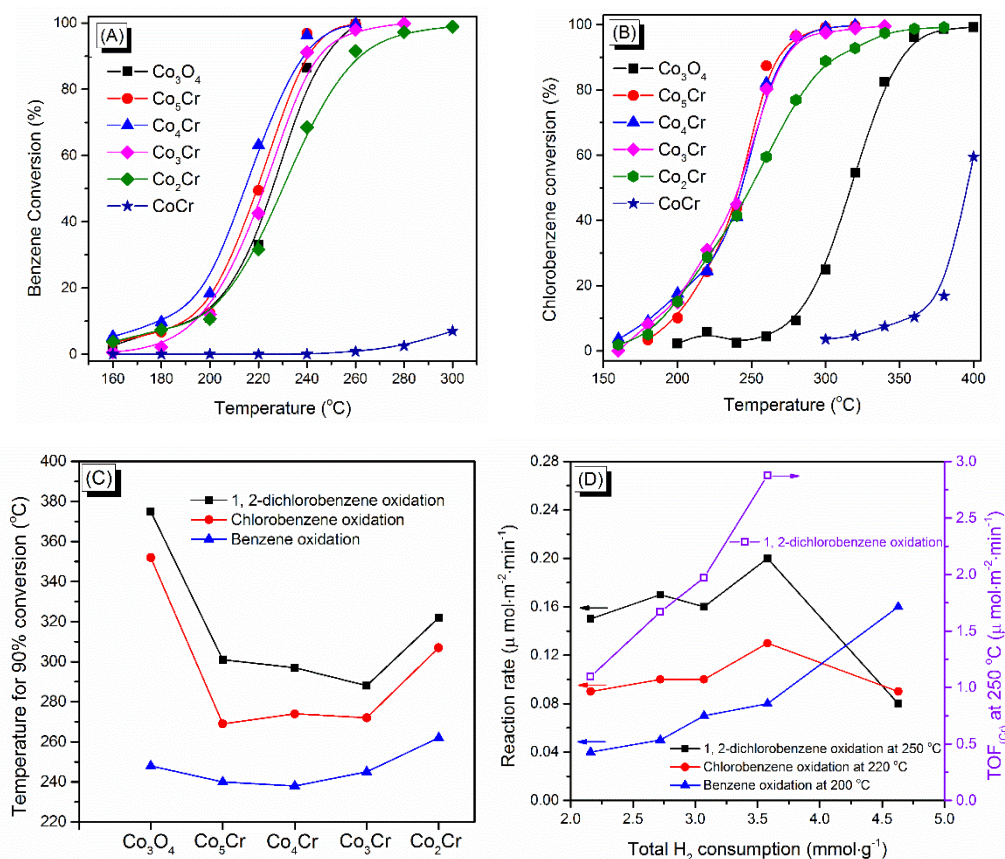 (A)
Benzene Conversion (%)
100
80
60
40
20
0
Co₃O₄
Co₅Cr
Co₄Cr
Co₃Cr
Co₂Cr
CoCr
160 180 200 220 240 260 280 300
Temperature (°C)
(B)
Chlorobenzene conversion (%)
100
80
60
40
20
0
Co₃O₄
Co₅Cr
Co₄Cr
Co₃Cr
Co₂Cr
CoCr
150 200 250 300 350 400
Temperature (°C)
(C)
Temperature for 90% conversion (°C)
400
380
360
340
320
300
280
260
240
220
1, 2-dichlorobenzene oxidation
Chlorobenzene oxidation
Benzene oxidation
Co₃O₄ Co₅Cr Co₄Cr Co₃Cr Co₂Cr
(D)
Reaction rate (μ mol·m⁻²·min⁻¹)
0.28
0.24
0.20
0.16
0.12
0.08
0.04
0.00
1, 2-dichlorobenzene oxidation
1, 2-dichlorobenzene oxidation at 250 °C
Chlorobenzene oxidation at 220 °C
Benzene oxidation at 200 °C
3.0
2.5
2.0
1.5
1.0
0.5
0.0
TOF(Co) at 250 °C (μ mol·m⁻²·min⁻¹)
2.0 2.5 3.0 3.5 4.0 4.5 5.0
Total H₂ consumption (mmol·g⁻¹)